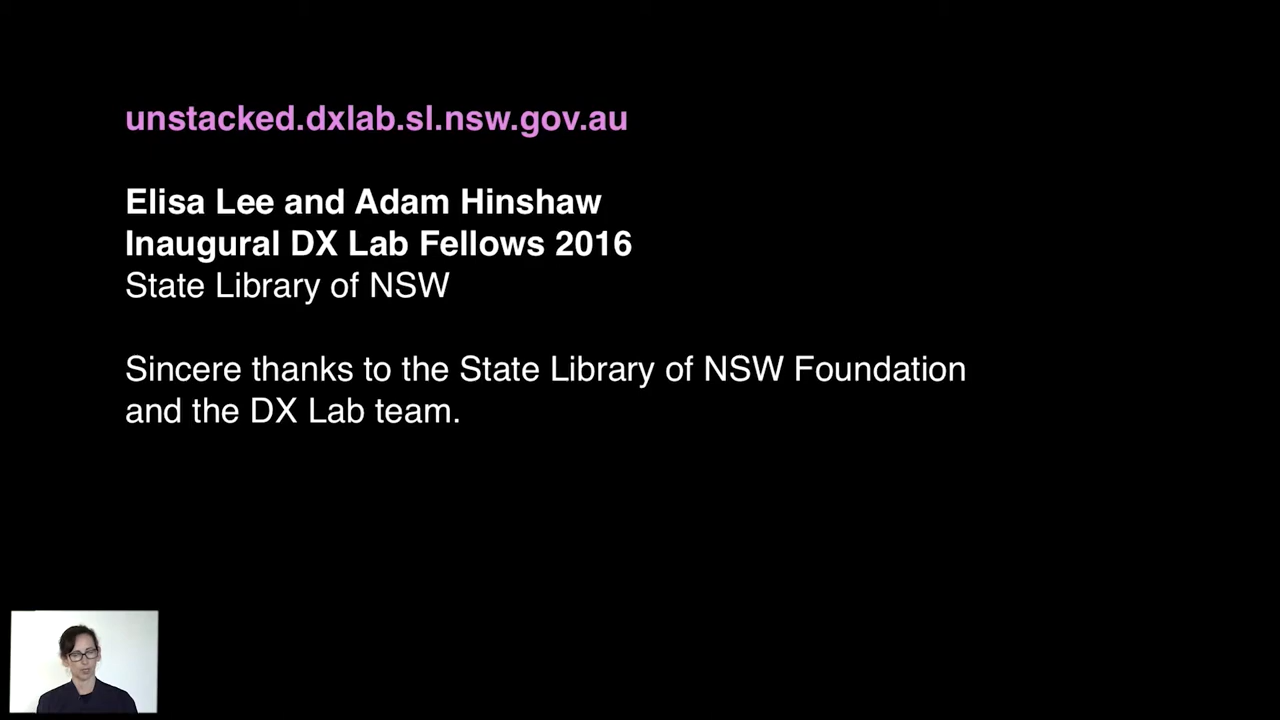 unstacked.dxlab.sl.nsw.gov.au
Elisa Lee and Adam Hinshaw
Inaugural DX Lab Fellows 2016
State Library of NSW
Sincere thanks to the State Library of NSW Foundation
and the DX Lab team.